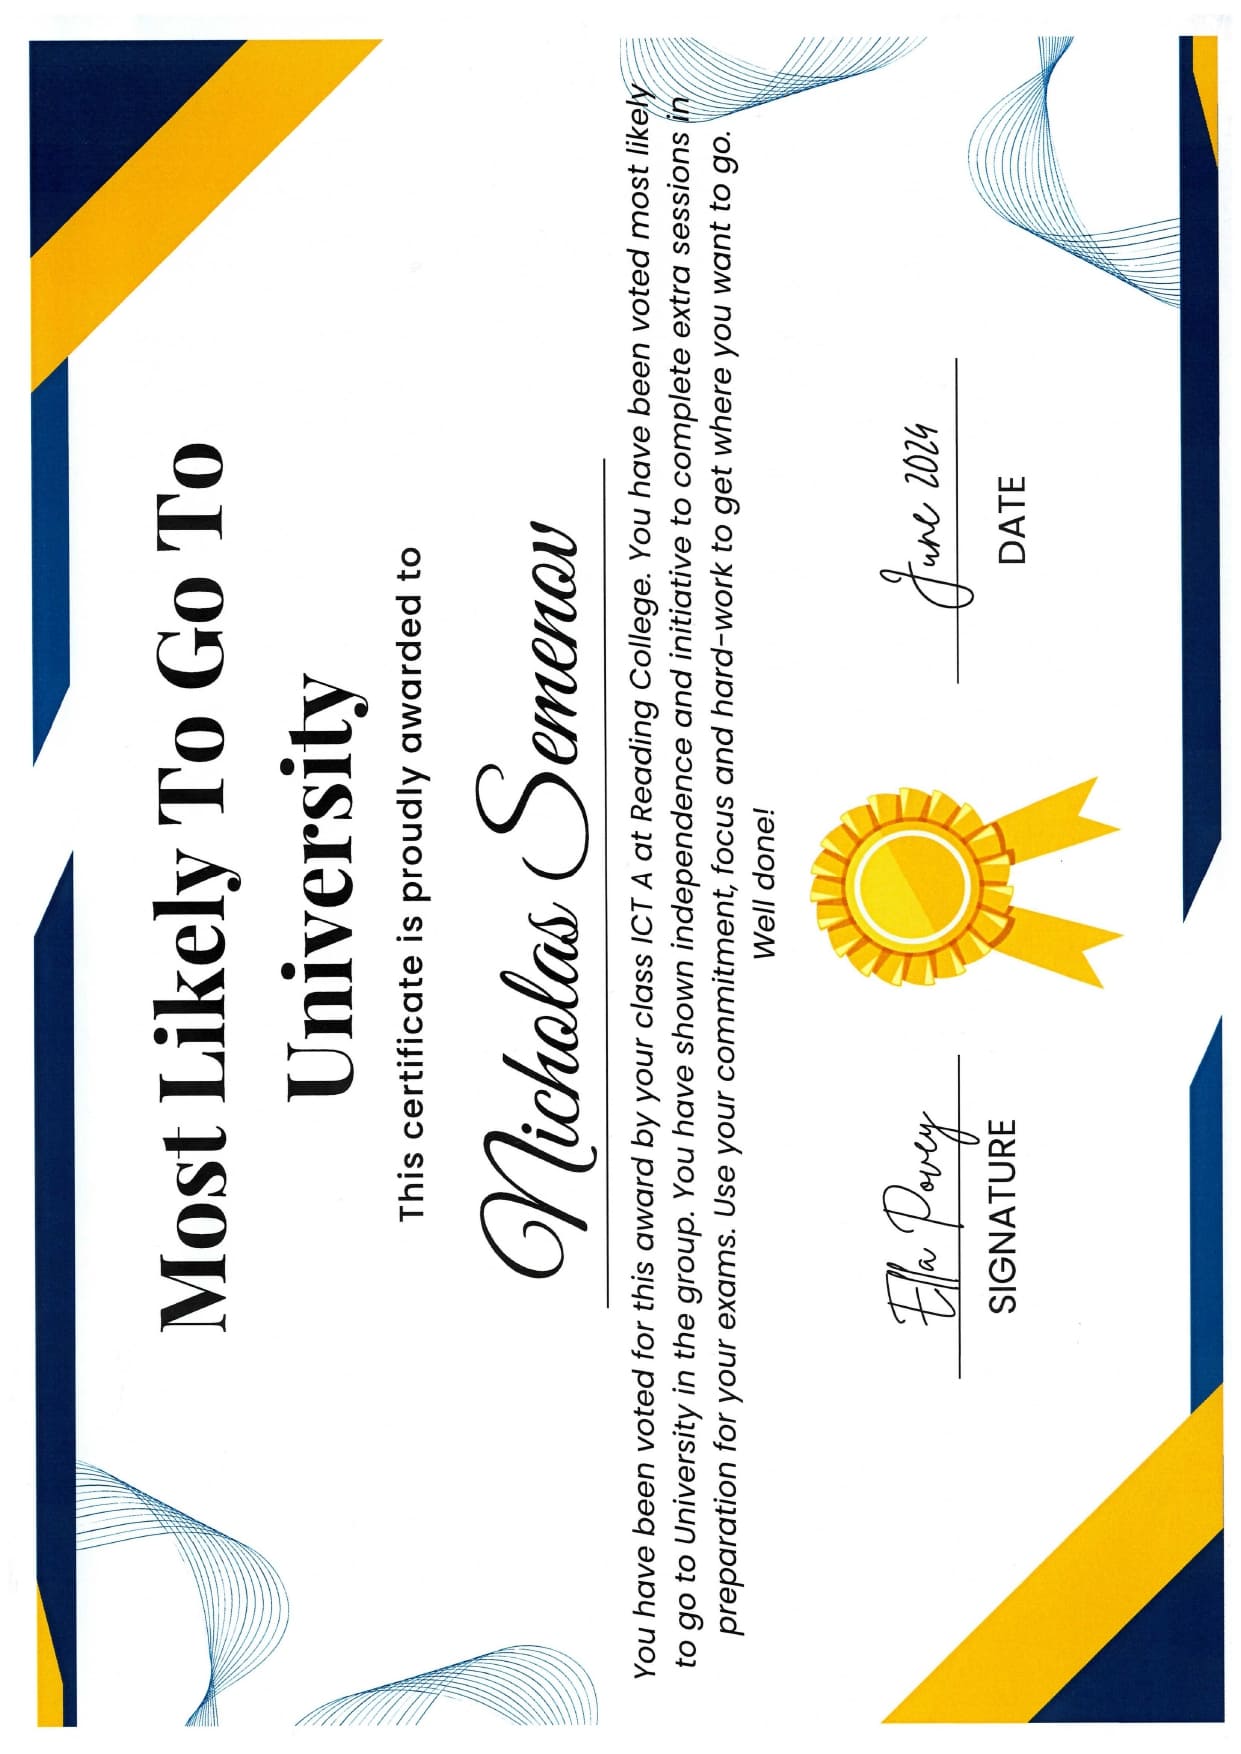 Most Likely To Go To
University
This certificate is proudly awarded to
Nicholas Semenov
You have been voted for this award by your class ICT A at Reading College. You have been voted most likely
to go to University in the group. You have shown independence and initiative to complete extra sessions in
preparation for your exams. Use your commitment, focus and hard-work to get where you want to go.
Well done!
Ella Povey
June 2024
SIGNATURE
DATE